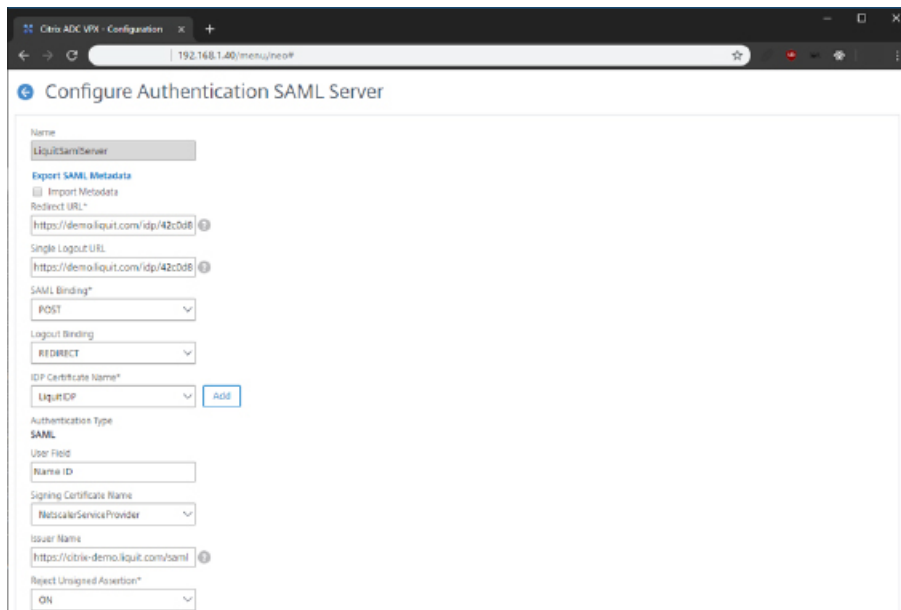 Citrix ADC VPX - Configuration
192.168.1.40/menu/neo#
Configure Authentication SAML Server
Name
LiquitSamlServer
Export SAML Metadata
Import Metadata
Redirect URL*
https://demo.liquit.com/idp/42c0d8
Single Logout URL
https://demo.liquit.com/idp/42c0d8
SAML Binding*
POST
Logout Binding
REDIRECT
IDP Certificate Name*
LiquitIDP
Add
Authentication Type
SAML
User Field
Name ID
Signing Certificate Name
NetscalerServiceProvider
Issuer Name
https://citrix-demo.liquit.com/saml
Reject Unsigned Assertion*
ON